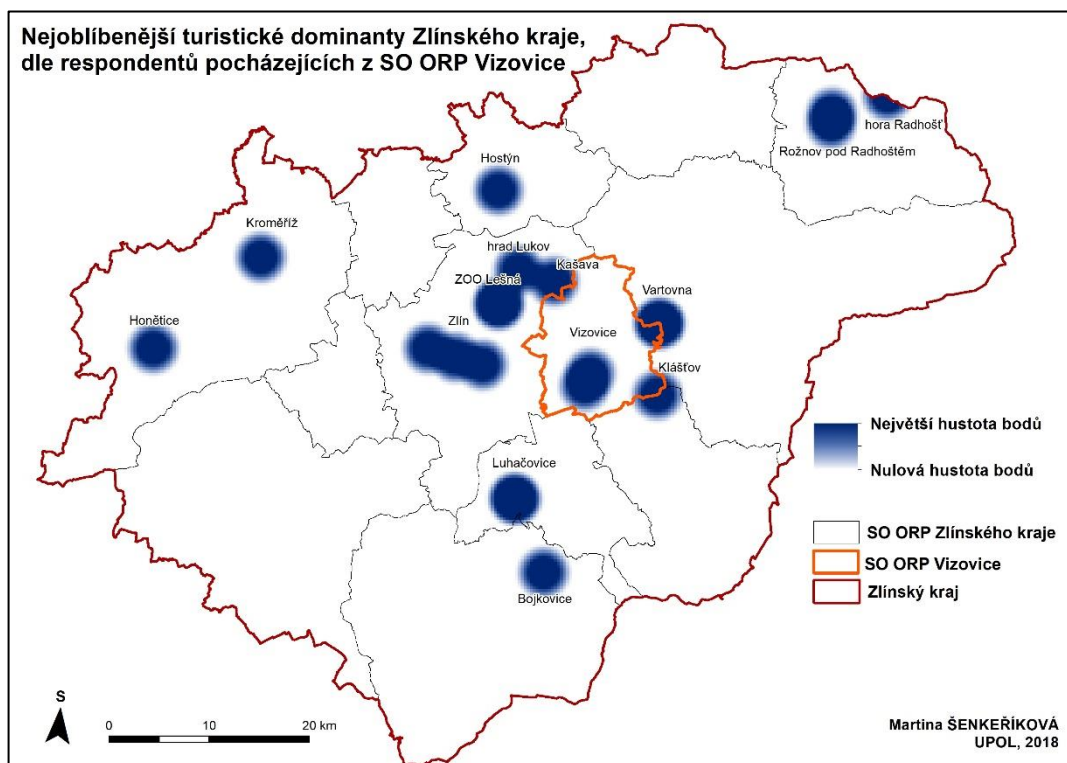 Nejoblíbenější turistické dominanty Zlínského kraje,
dle respondentů pocházejících z SO ORP Vizovice
hora Radhošť
Rožnov pod Radhoštěm
Hostýn
Kroměříž
hrad Lukov
Kašava
ZOO Lešná
Vartovna
Zlín
Honětice
Vizovice
Klášťov
Luhačovice
Bojkovice
Největší hustota bodů
Nulová hustota bodů
SO ORP Zlínského kraje
SO ORP Vizovice
Zlínský kraj
S
0 10 20 km
Martina ŠENKEŘÍKOVÁ
UPOL, 2018